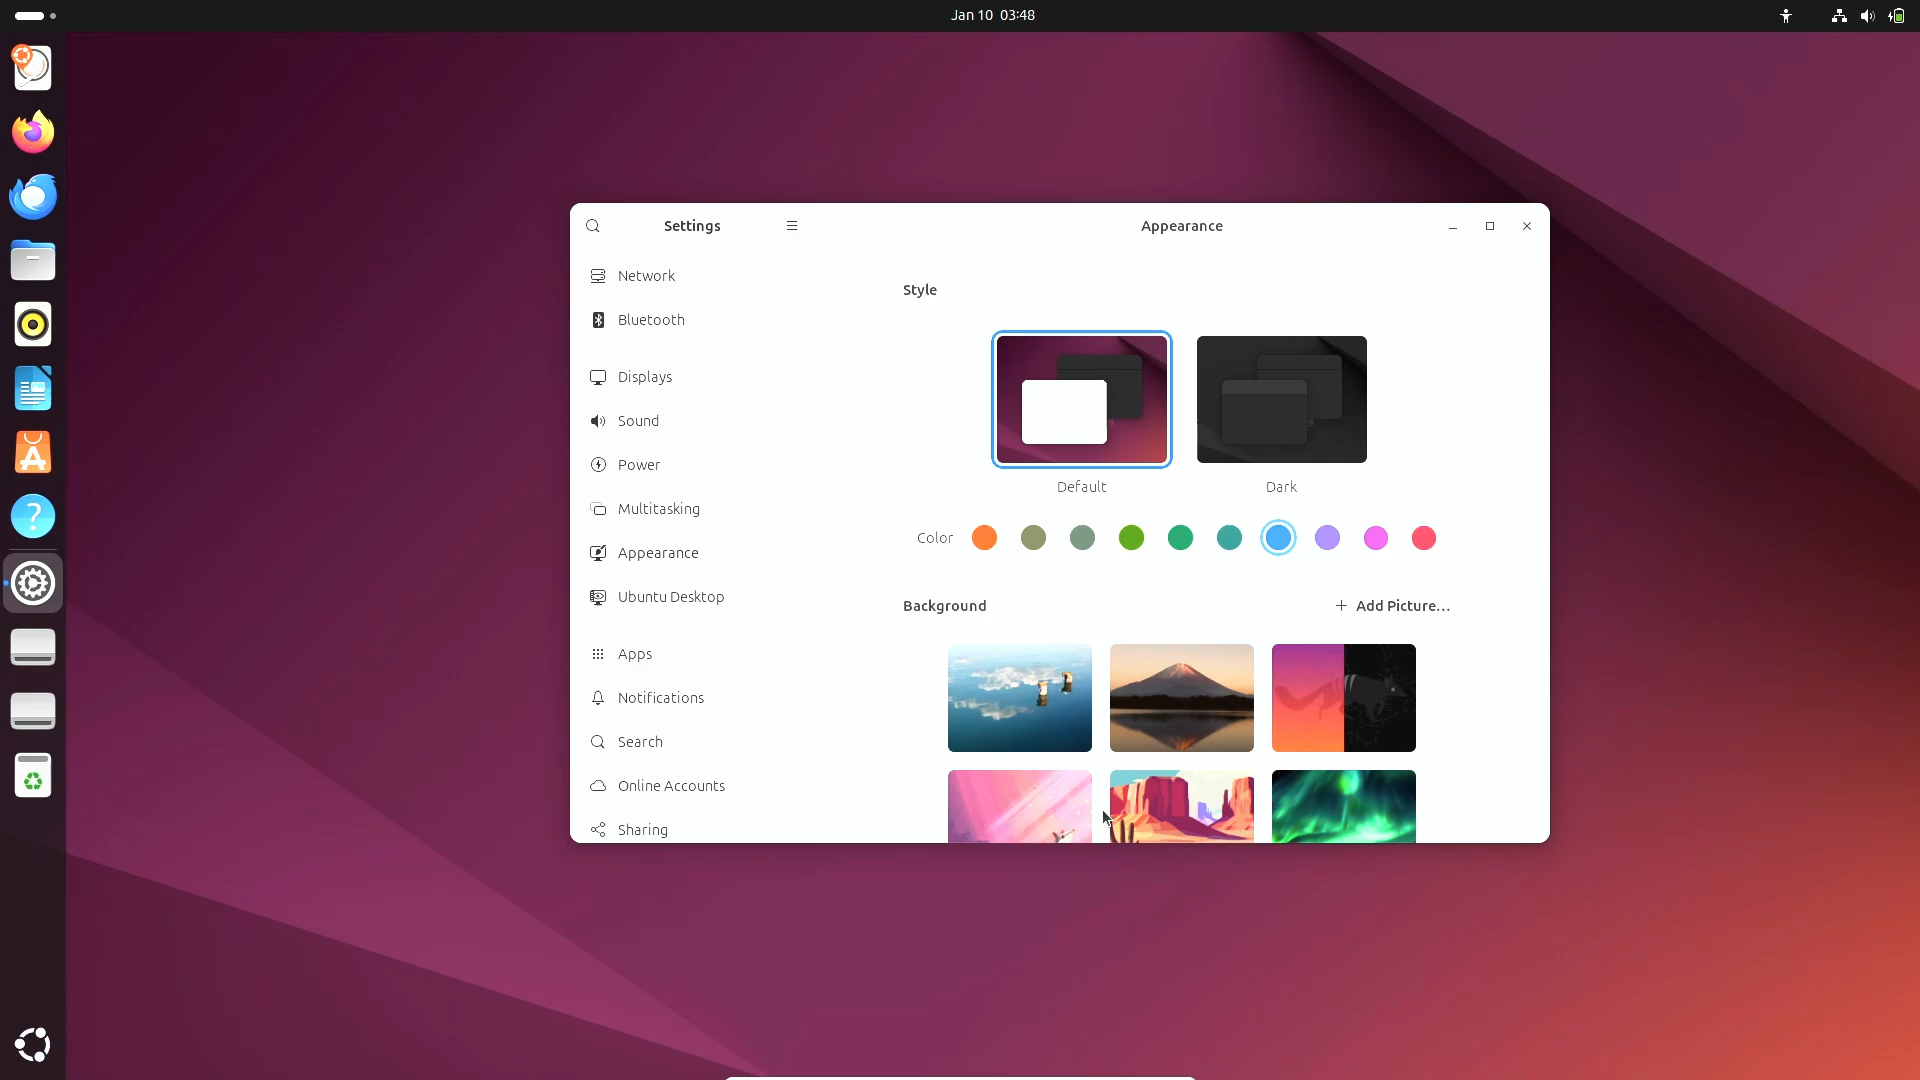 Jan 10 03:48
Settings
Appearance
Network
Bluetooth
Displays
Sound
Power
Multitasking
Appearance
Ubuntu Desktop
Apps
Notifications
Search
Online Accounts
Sharing
Style
Default
Dark
Color
Background
+ Add Picture...